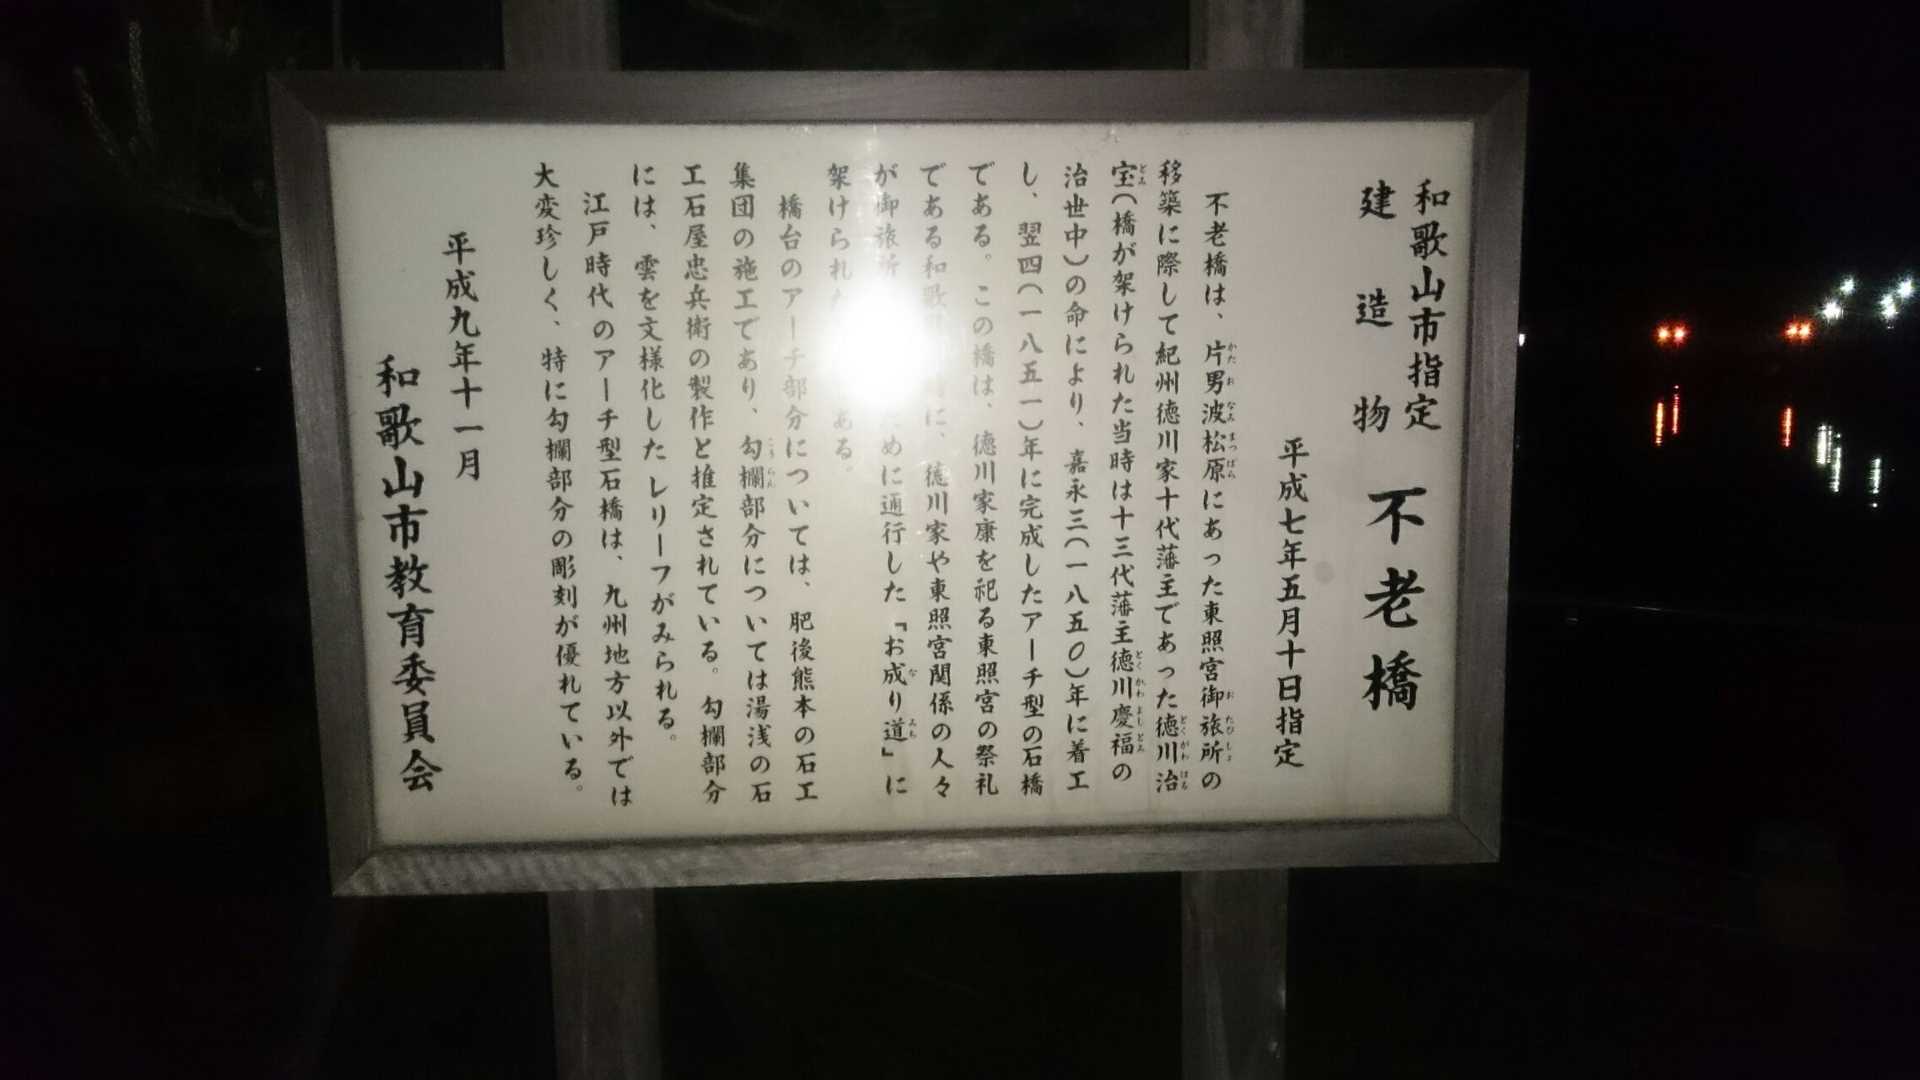 和歌山市指定
建造物 不老橋
平成七年五月十日指定
不老橋は、片男波松原にあった東照宮御旅所の
移築に際して紀州徳川家十代藩主であった徳川治
宝(橋が架けられた当時は十三代藩主徳川慶福の
治世中)の命により、嘉永三(一八五〇)年に着工
し、翌四(一八五一)年に完成したアーチ型の石橋
である。この橋は、徳川家康を祀る東照宮の祭礼
である和歌 に、徳川家や東照宮関係の人々
が御旅所 ために通行した「お成り道」に
架けられた ある。
橋台のアーチ部分については、肥後熊本の石工
集団の施工であり、勾欄部分については湯浅の石
工石屋忠兵衛の製作と推定されている。勾欄部分
には、雲を文様化したレリーフがみられる。
江戸時代のアーチ型石橋は、九州地方以外では
大変珍しく、特に勾欄部分の彫刻が優れている。
平成九年十一月
和歌山市教育委員会